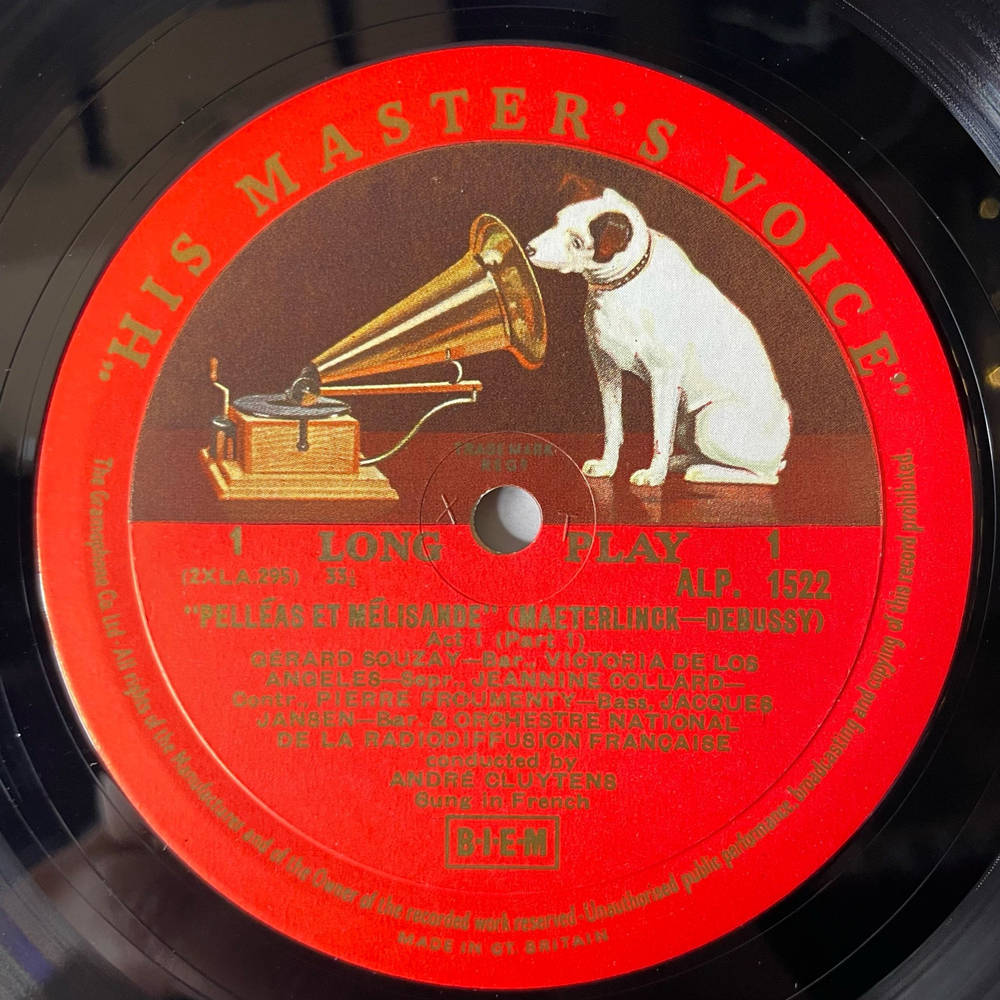 "HIS MASTER'S VOICE"
TRADE MARK
REGD
X T
1 LONG PLAY 1
(2XLA.295) 33⅓ ALP. 1522
"PELLÉAS ET MÉLISANDE" (MAETERLINCK—DEBUSSY)
Act I (Part I)
GÉRARD SOUZAY—Bar., VICTORIA DE LOS
ANGELES—Sopr., JEANNINE COLLARD—
Contr., PIERRE FROUMENTY—Bass, JACQUES
JANSEN—Bar. & ORCHESTRE NATIONAL
DE LA RADIODIFFUSION FRANCAISE
conducted by
ANDRÉ CLUYTENS
Sung in French
B·I·E·M
The Gramophone Co Ltd All rights of the Manufacturer and of the Owner of the recorded work reserved - Unauthorised public performance, broadcasting and copying of this record prohibited.
MADE IN GT. BRITAIN